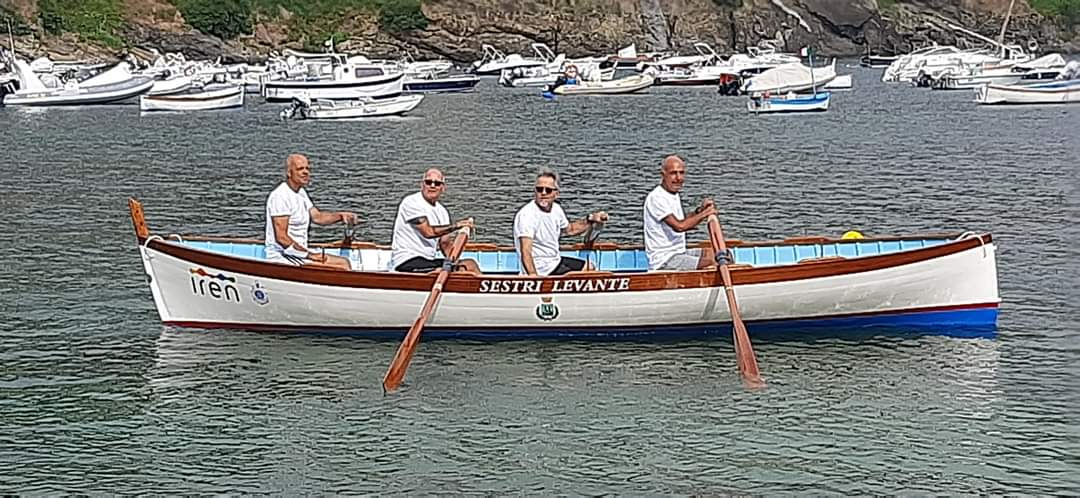 SESTRI LEVANTE
iren